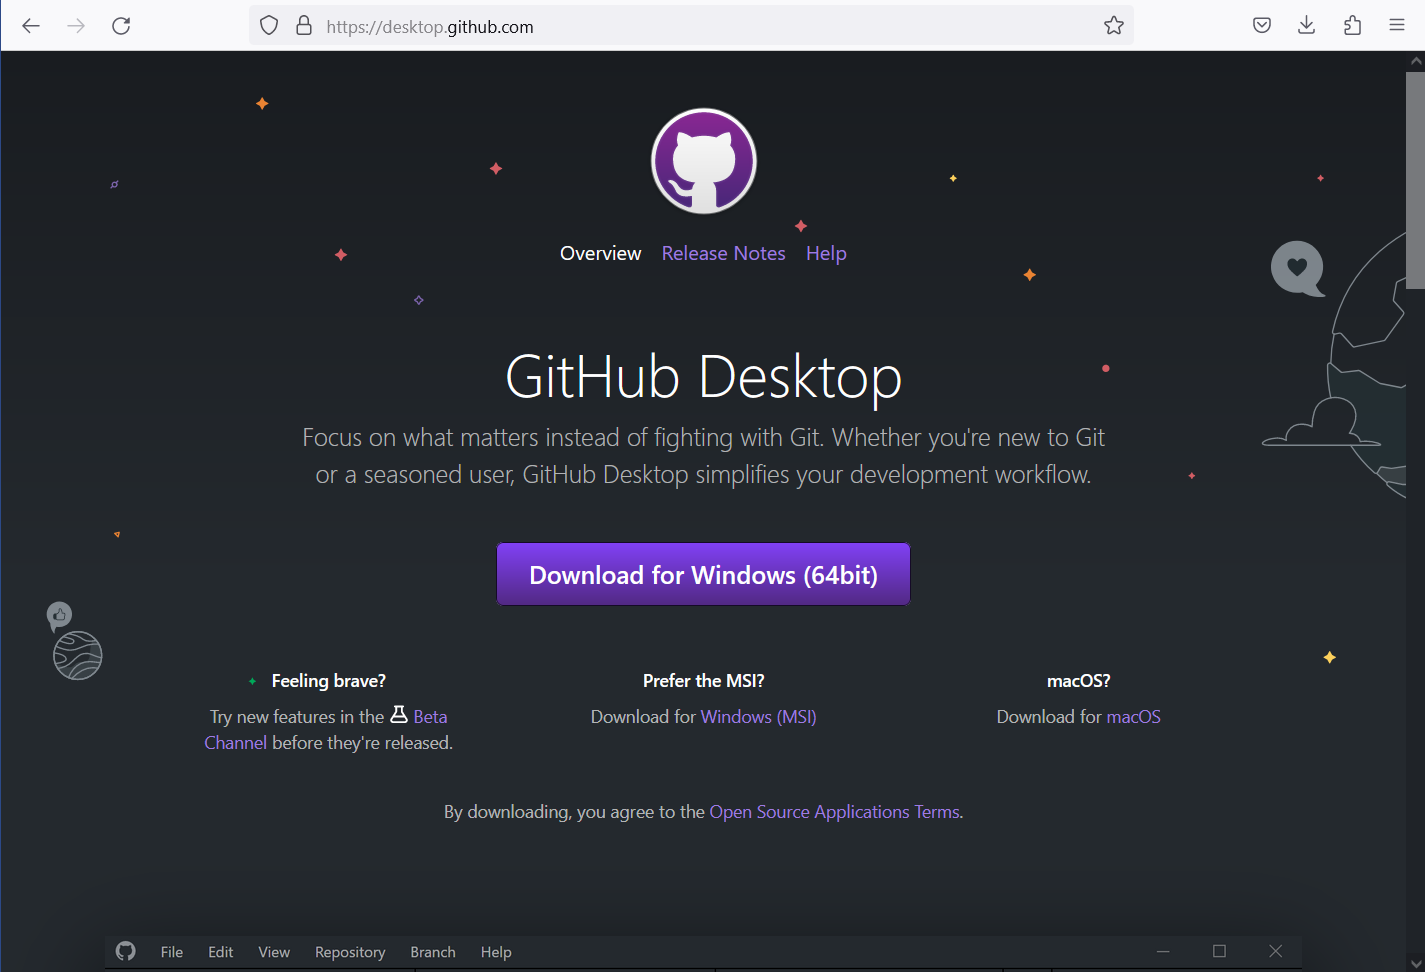 https://desktop.github.com
Overview Release Notes Help
GitHub Desktop
Focus on what matters instead of fighting with Git. Whether you're new to Git
or a seasoned user, GitHub Desktop simplifies your development workflow.
Download for Windows (64bit)
Feeling brave?
Try new features in the Beta
Channel before they're released.
Prefer the MSI?
Download for Windows (MSI)
macOS?
Download for macOS
By downloading, you agree to the Open Source Applications Terms.
File Edit View Repository Branch Help